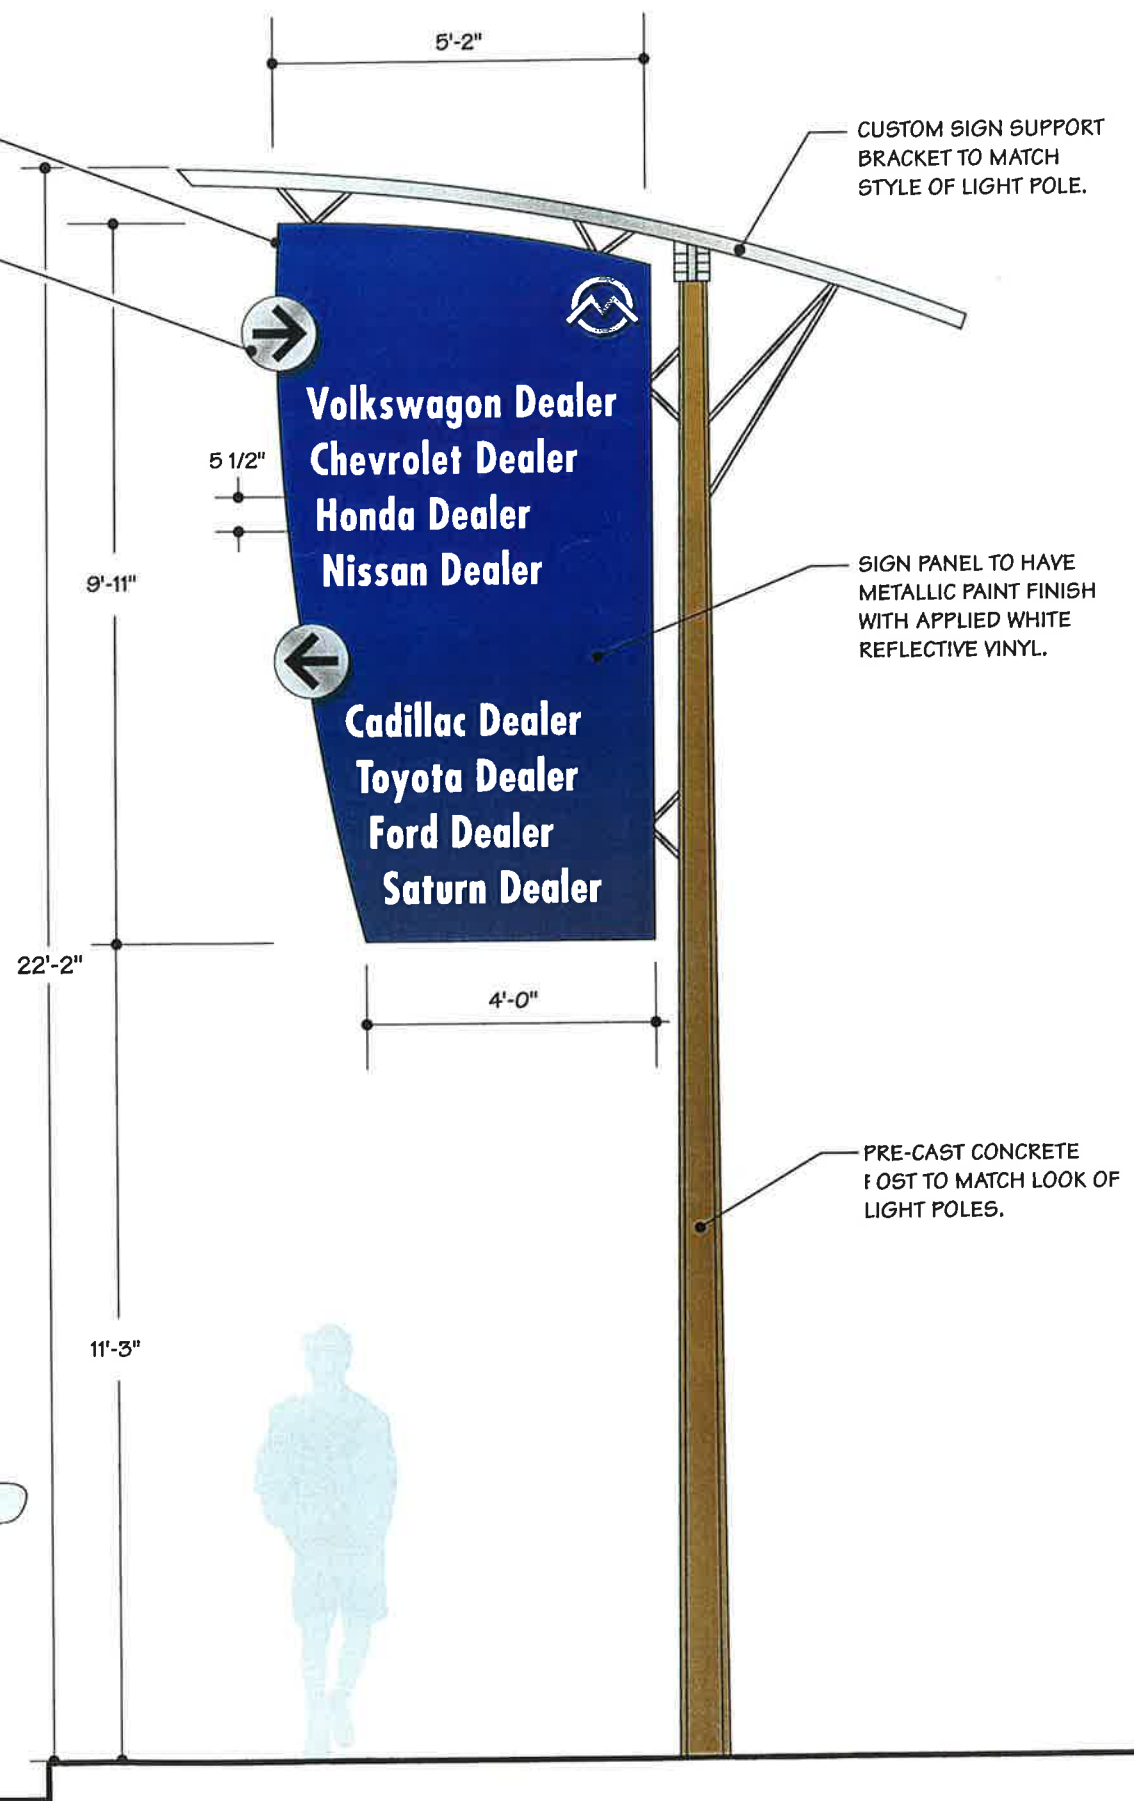 5'-2"
CUSTOM SIGN SUPPORT
BRACKET TO MATCH
STYLE OF LIGHT POLE.
Volkswagon Dealer
Chevrolet Dealer
Honda Dealer
Nissan Dealer
5 1/2"
9'-11"
SIGN PANEL TO HAVE
METALLIC PAINT FINISH
WITH APPLIED WHITE
REFLECTIVE VINYL.
Cadillac Dealer
Toyota Dealer
Ford Dealer
Saturn Dealer
22'-2"
4'-0"
PRE-CAST CONCRETE
POST TO MATCH LOOK OF
LIGHT POLES.
11'-3"